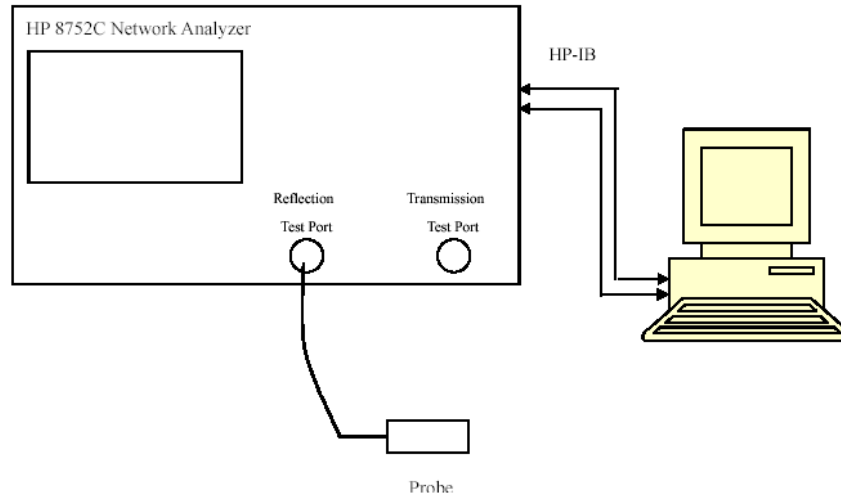 HP 8752C Network Analyzer
HP-IB
Reflection
Test Port
Transmission
Test Port
Probe